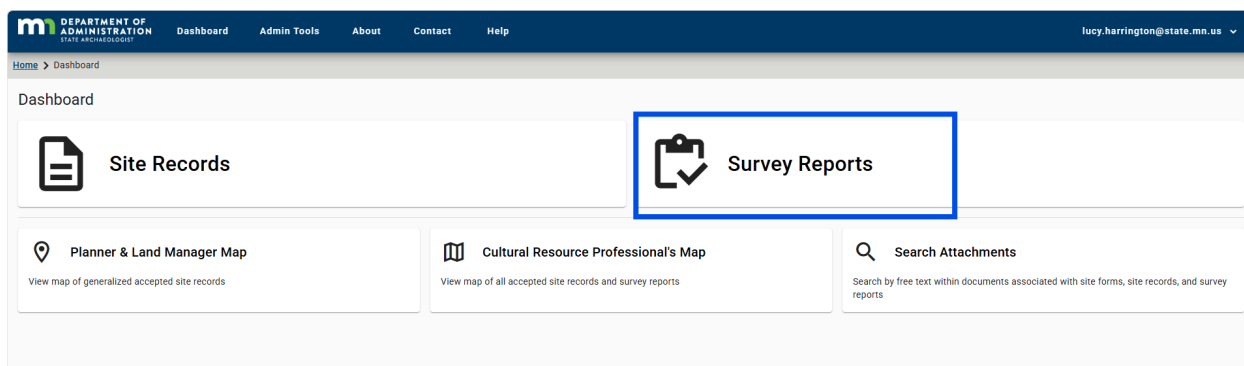 mn DEPARTMENT OF
ADMINISTRATION
STATE ARCHAEOLOGIST
Dashboard Admin Tools About Contact Help lucy.harrington@state.mn.us
Home > Dashboard
Dashboard
Site Records
Survey Reports
Planner & Land Manager Map
View map of generalized accepted site records
Cultural Resource Professional's Map
View map of all accepted site records and survey reports
Search Attachments
Search by free text within documents associated with site forms, site records, and survey
reports